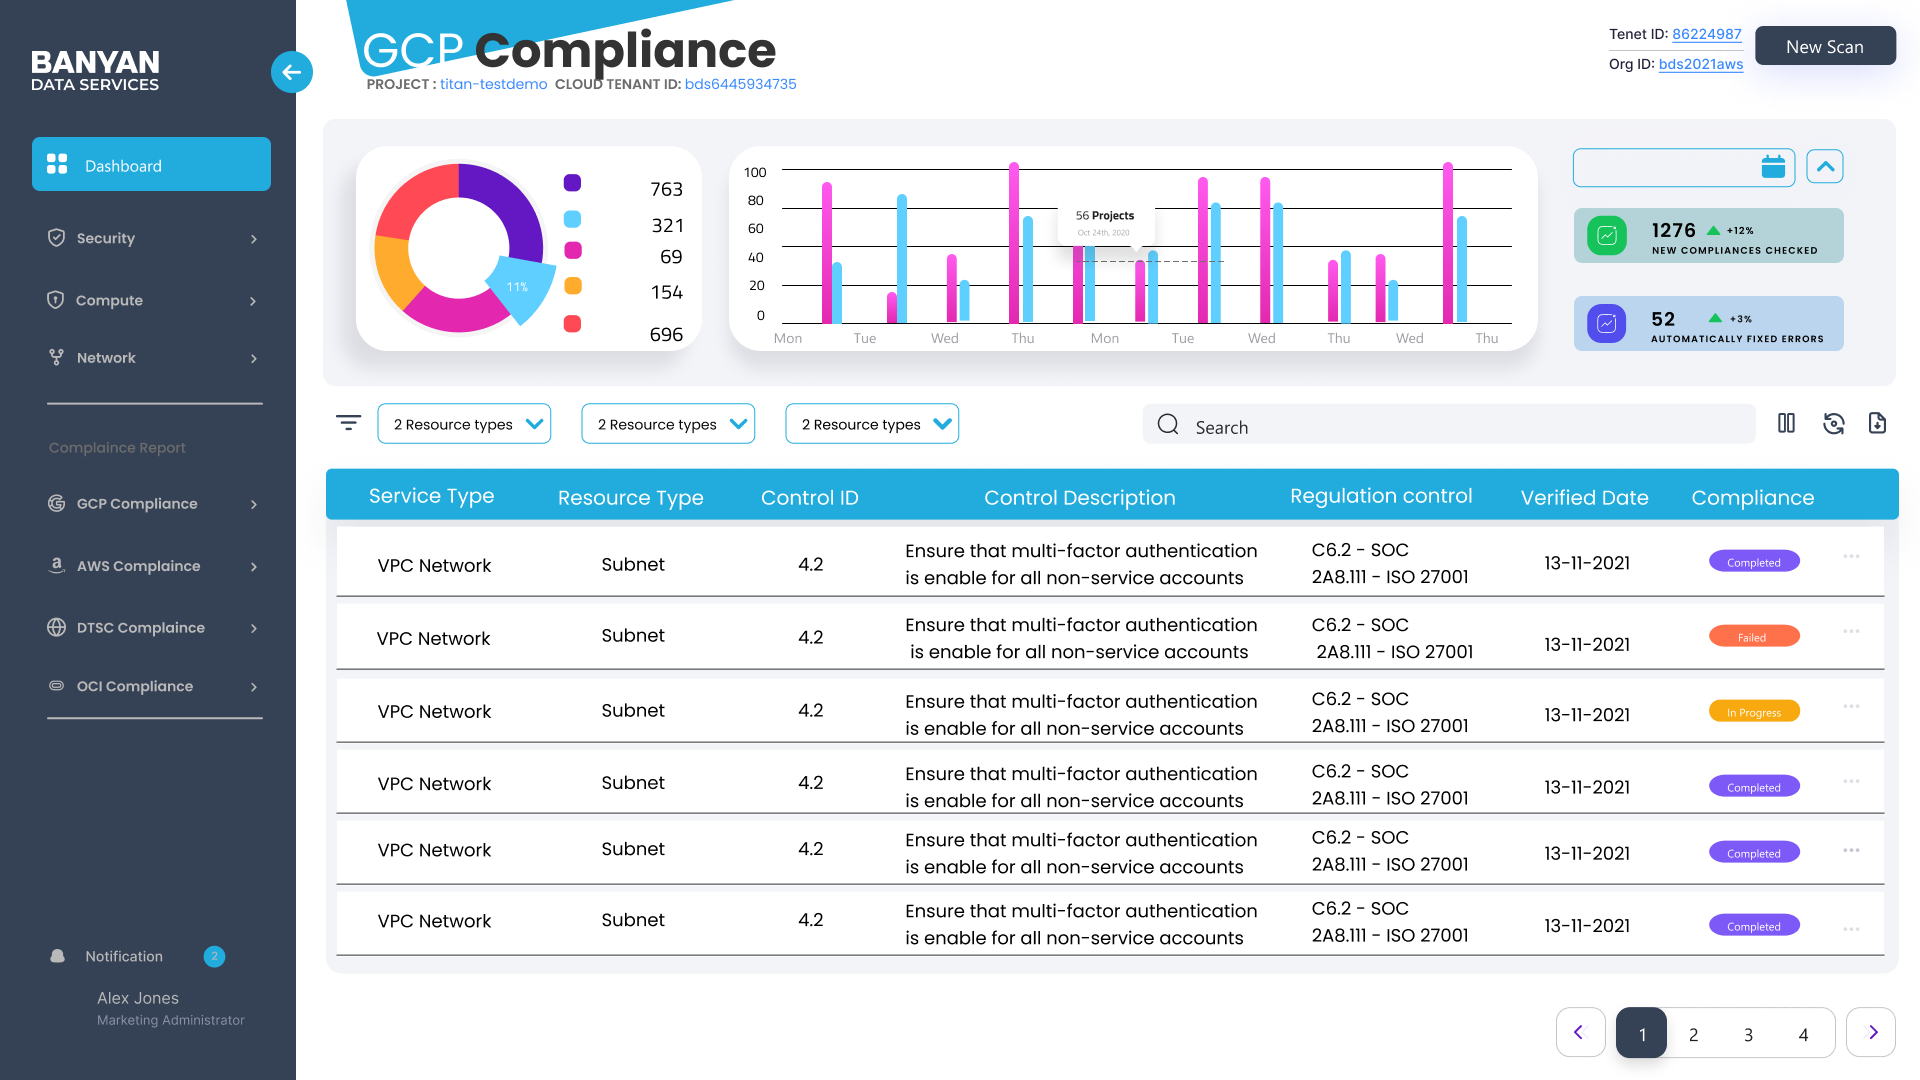 BANYAN
DATA SERVICES
Dashboard
Security
Compute
Network
Complaince Report
GCP Compliance
AWS Complaince
DTSC Complaince
OCI Compliance
Notification
2
Alex Jones
Marketing Administrator
GCP Compliance
PROJECT : titan-testdemo CLOUD TENANT ID: bds6445934735
Tenet ID: 86224987
Org ID: bds2021aws
New Scan
11%
763
321
69
154
696
100
80
60
40
20
0
56 Projects
Oct 24th, 2020
Mon Tue Wed Thu Mon Tue Wed Thu Wed Thu
1276 +12%
NEW COMPLIANCES CHECKED
52 +3%
AUTOMATICALLY FIXED ERRORS
2 Resource types
2 Resource types
2 Resource types
Search
Service Type Resource Type Control ID Control Description Regulation control Verified Date Compliance
VPC Network Subnet 4.2 Ensure that multi-factor authentication
is enable for all non-service accounts
C6.2 - SOC
2A8.111 - ISO 27001
13-11-2021 Completed
VPC Network Subnet 4.2 Ensure that multi-factor authentication
is enable for all non-service accounts
C6.2 - SOC
2A8.111 - ISO 27001
13-11-2021 Failed
VPC Network Subnet 4.2 Ensure that multi-factor authentication
is enable for all non-service accounts
C6.2 - SOC
2A8.111 - ISO 27001
13-11-2021 In Progress
VPC Network Subnet 4.2 Ensure that multi-factor authentication
is enable for all non-service accounts
C6.2 - SOC
2A8.111 - ISO 27001
13-11-2021 Completed
VPC Network Subnet 4.2 Ensure that multi-factor authentication
is enable for all non-service accounts
C6.2 - SOC
2A8.111 - ISO 27001
13-11-2021 Completed
VPC Network Subnet 4.2 Ensure that multi-factor authentication
is enable for all non-service accounts
C6.2 - SOC
2A8.111 - ISO 27001
13-11-2021 Completed
1 2 3 4